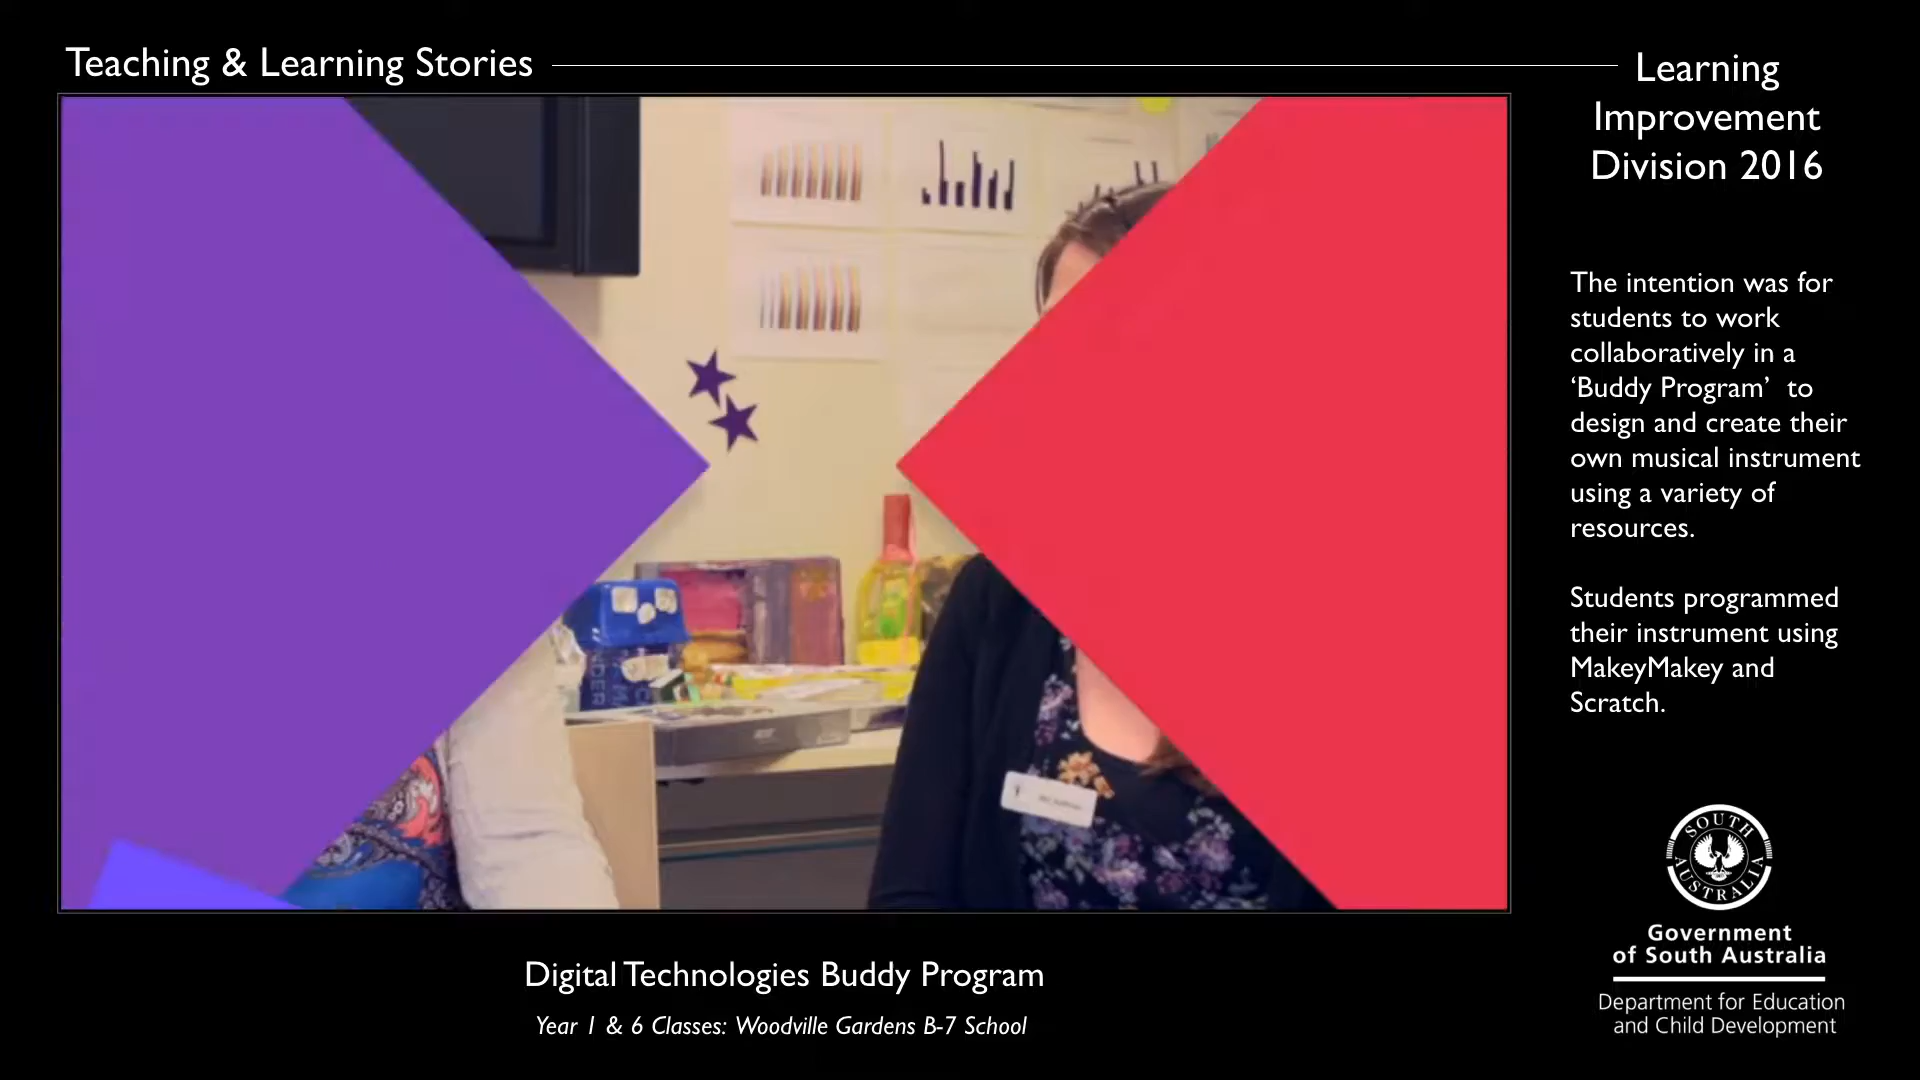 Teaching & Learning Stories
Learning
Improvement
Division 2016
The intention was for
students to work
collaboratively in a
‘Buddy Program’ to
design and create their
own musical instrument
using a variety of
resources.
Students programmed
their instrument using
MakeyMakey and
Scratch.
SOUTH
AUSTRALIA
Government
of South Australia
Department for Education
and Child Development
Digital Technologies Buddy Program
Year 1 & 6 Classes: Woodville Gardens B-7 School